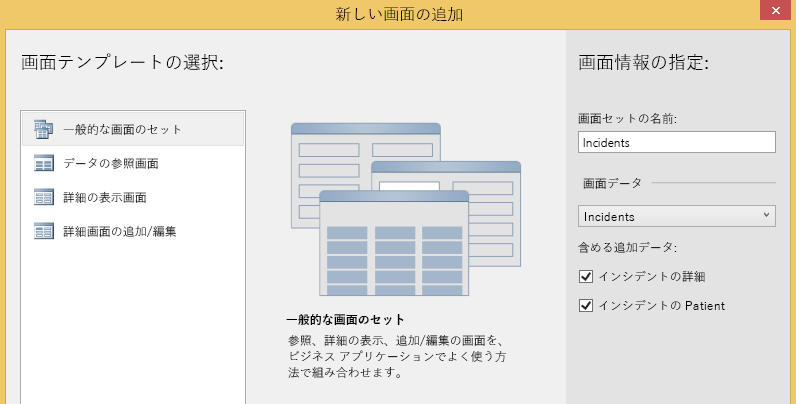 新しい画面の追加
画面テンプレートの選択:
一般的な画面のセット
データの参照画面
詳細の表示画面
詳細画面の追加/編集
一般的な画面のセット
参照、詳細の表示、追加/編集の画面を、
ビジネス アプリケーションでよく使う方
法で組み合わせます。
画面情報の指定:
画面セットの名前:
Incidents
画面データ
Incidents
含める追加データ:
インシデントの詳細
インシデントの Patient